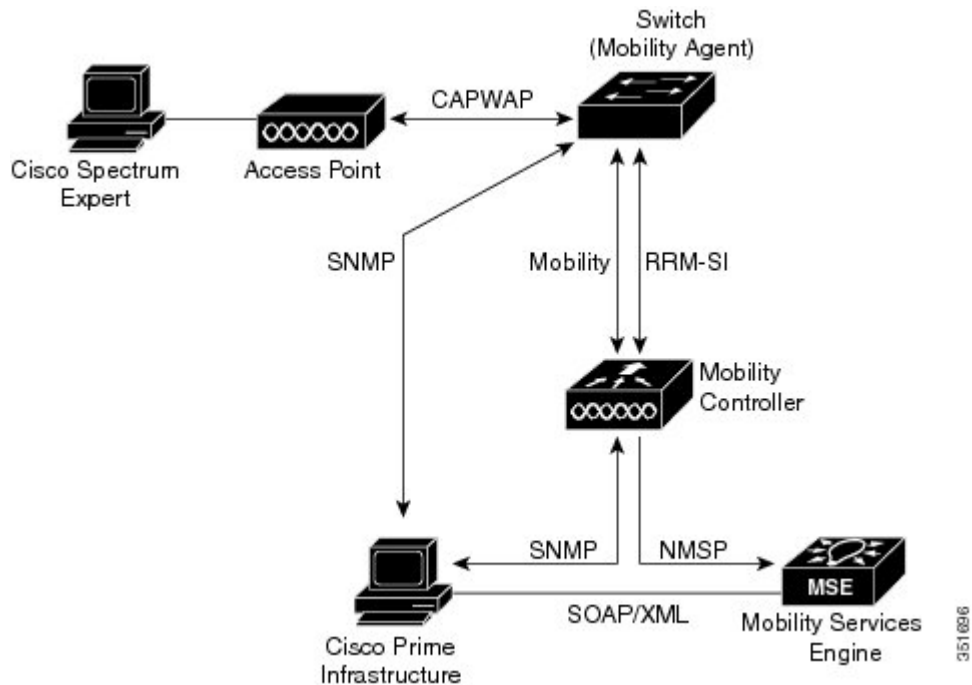 Switch
(Mobility Agent)
CAPWAP
Cisco Spectrum
Expert
Access Point
SNMP
Mobility
RRM-SI
Mobility
Controller
SNMP
NMSP
MSE
SOAP/XML
Cisco Prime
Infrastructure
Mobility Services
Engine
351696